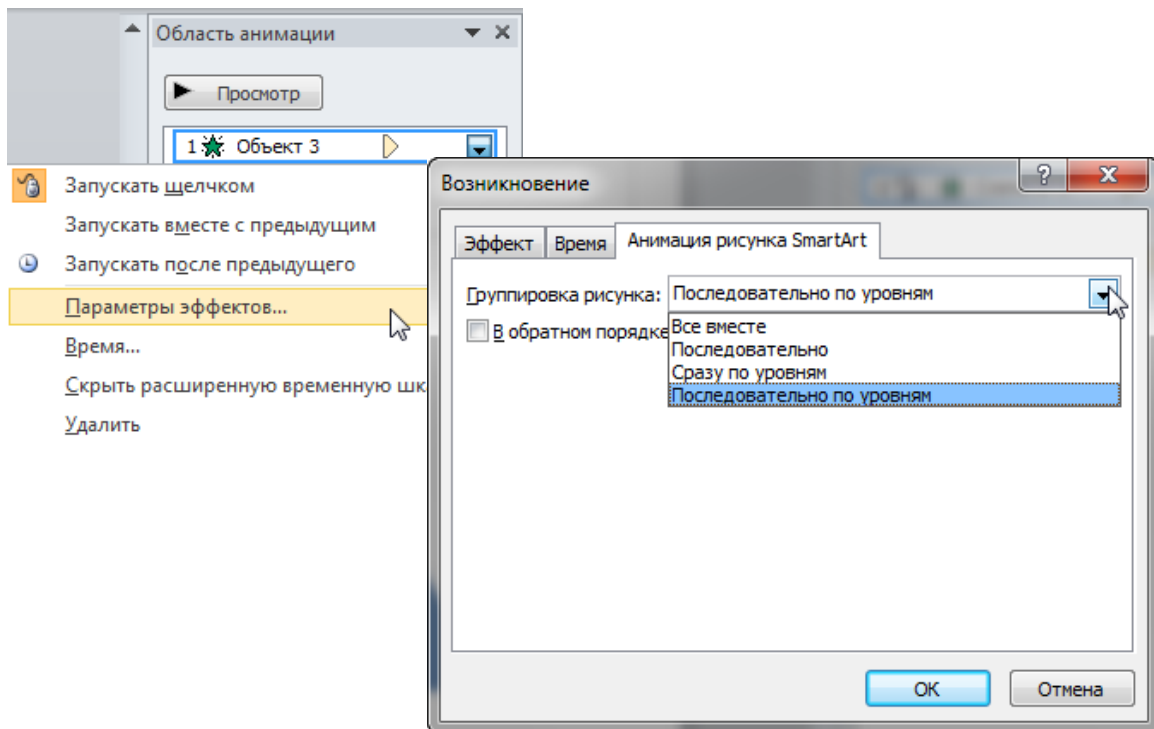 Область анимации
Просмотр
1 Объект 3
Запускать щелчком
Запускать вместе с предыдущим
Запускать после предыдущего
Параметры эффектов...
Время...
Скрыть расширенную временную шк
Удалить
Возникновение
?
Эффект Время Анимация рисунка SmartArt
Группировка рисунка: Последовательно по уровням
В обратном порядке
Все вместе
Последовательно
Сразу по уровням
Последовательно по уровням
ОК Отмена